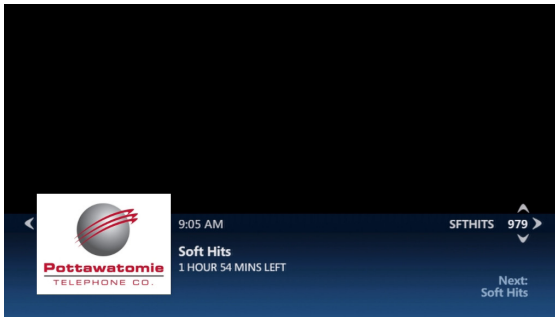 Pottawatomie
TELEPHONE CO.
9:05 AM
SFTHITS 979
Soft Hits
1 HOUR 54 MINS LEFT
Next:
Soft Hits